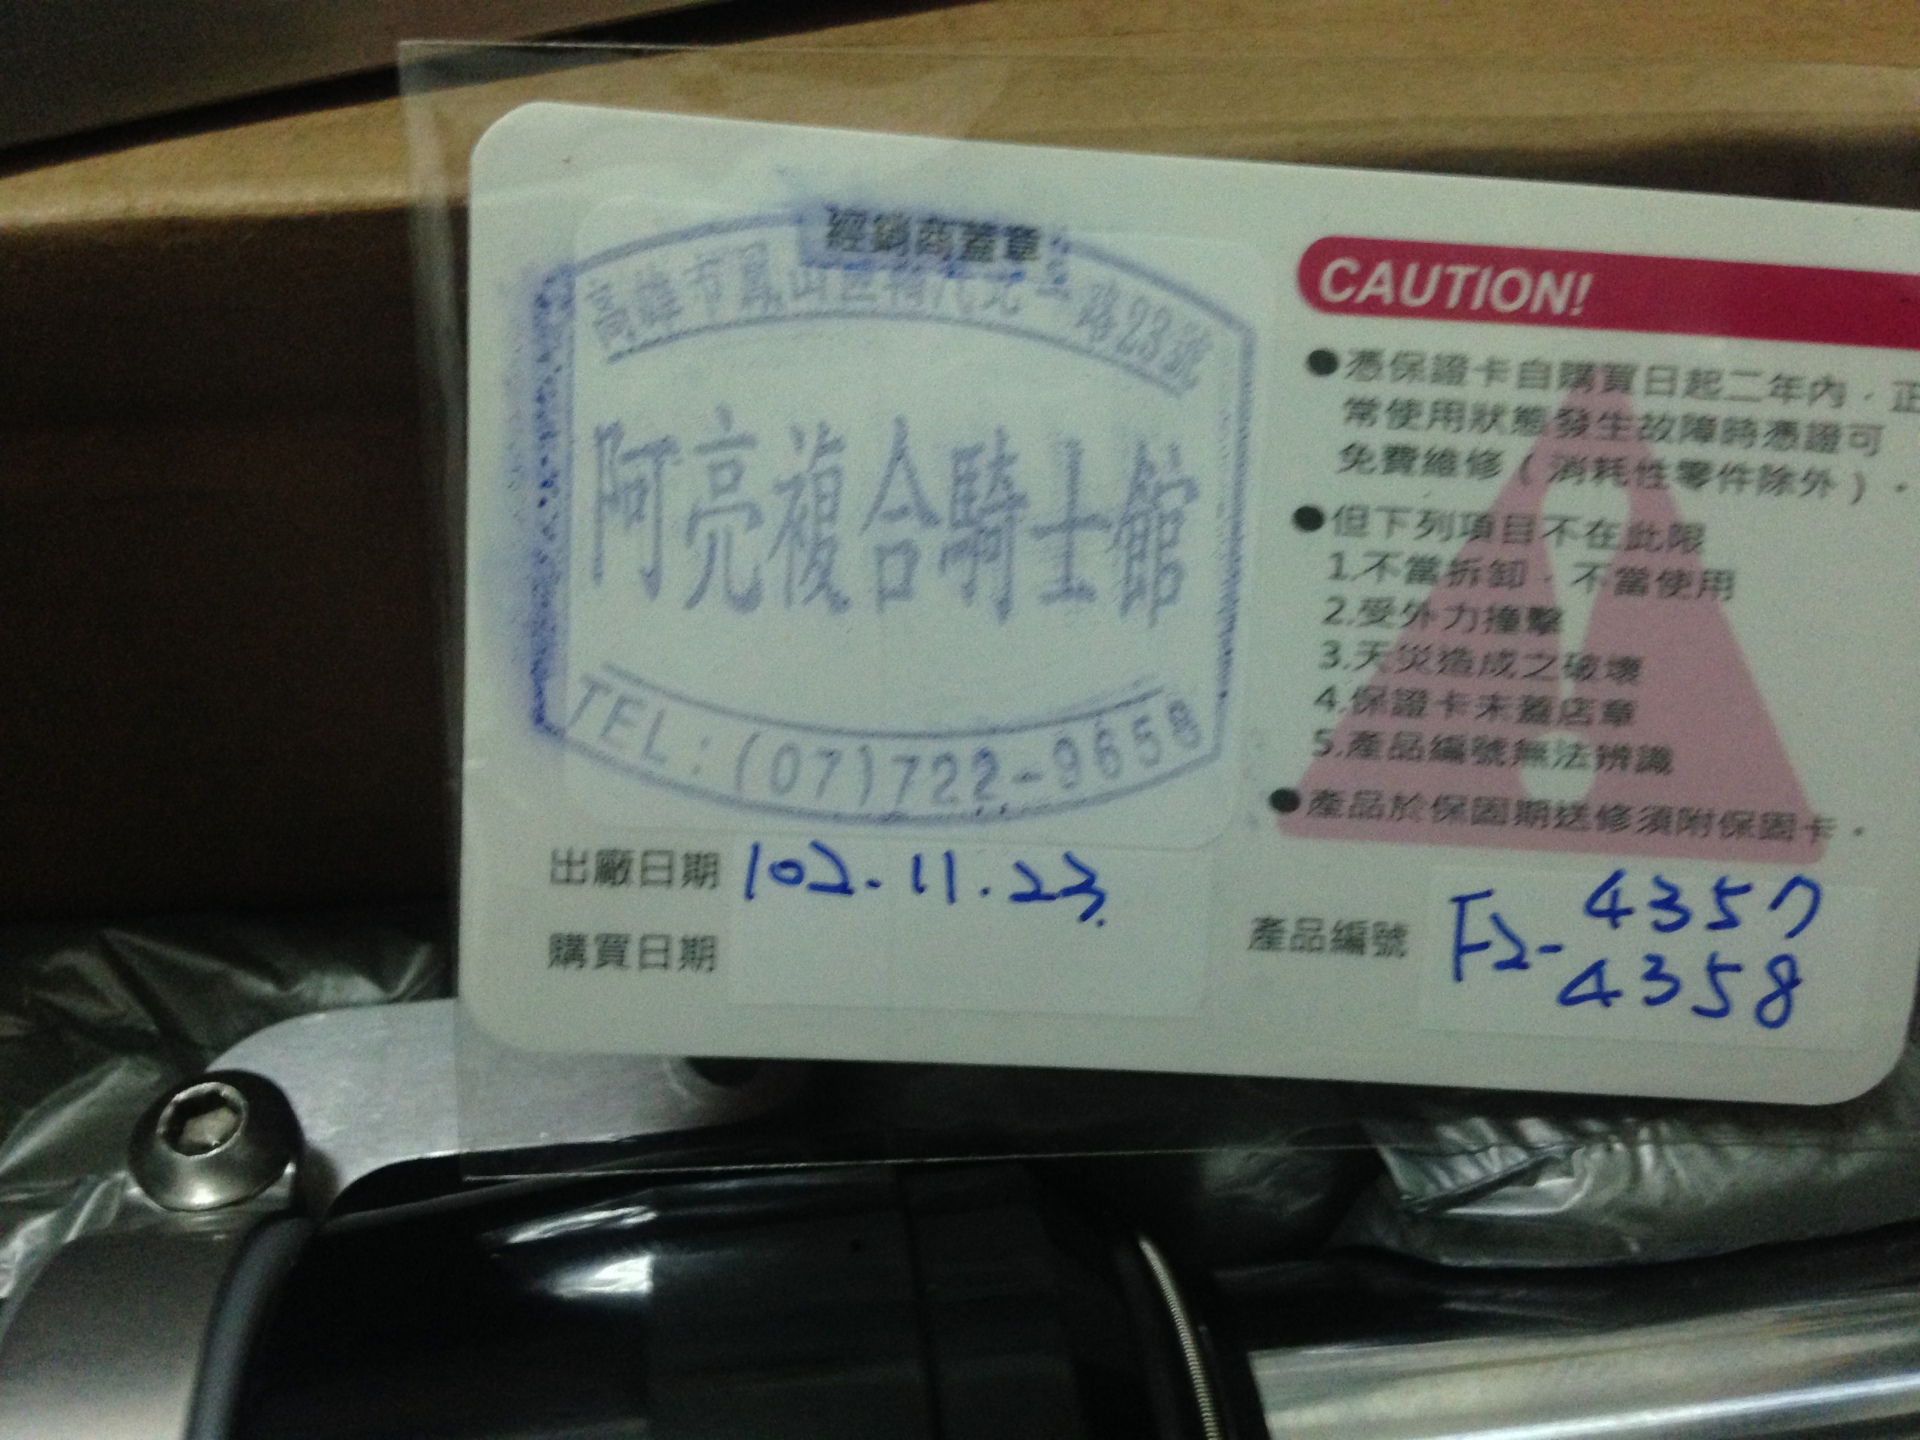 經銷商蓋章
高雄市鳳山區 路23號
阿亮複合騎士館
TEL:(07)722-9658
出廠日期 102.11.23.
購買日期
CAUTION!
●憑保證卡自購買日起二年內，正
常使用狀態發生故障時憑證可
免費維修（消耗性零件除外）。
●但下列項目不在此限
1.不當拆卸，不當使用
2.受外力撞擊
3.天災造成之破壞
4.保證卡未蓋店章
5.產品編號無法辨識
●產品於保固期送修須附保固卡。
產品編號 F2-4357
4358